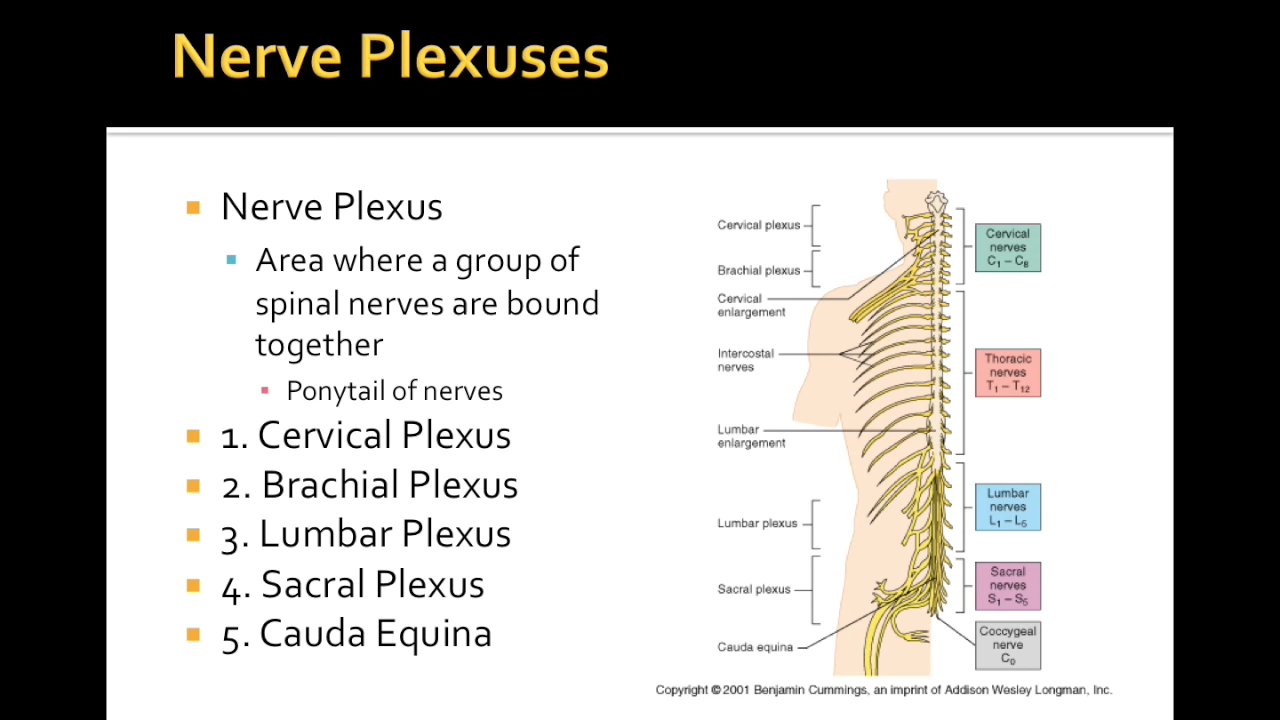 Nerve Plexuses
Nerve Plexus
Area where a group of
spinal nerves are bound
together
Ponytail of nerves
1. Cervical Plexus
2. Brachial Plexus
3. Lumbar Plexus
4. Sacral Plexus
5. Cauda Equina
Cervical plexus
Brachial plexus
Cervical
enlargement
Intercostal
nerves
Lumbar
enlargement
Lumbar plexus
Sacral plexus
Cauda equina
Cervical
nerves
C₁ – C₈
Thoracic
nerves
T₁ – T₁₂
Lumbar
nerves
L₁ – L₅
Sacral
nerves
S₁ – S₅
Coccygeal
nerve
C₀
Copyright © 2001 Benjamin Cummings, an imprint of Addison Wesley Longman, Inc.